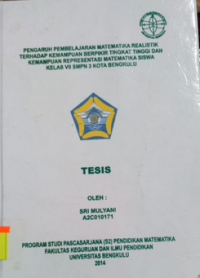 PENGARUH PEMBELAJARAN MATEMATIKA REALISTIK
TERHADAP KEMAMPUAN BERPIKIR TINGKAT TINGGI DAN
KEMAMPUAN REPRESENTASI MATEMATIKA SISWA
KELAS VII SMPN 3 KOTA BENGKULU
TESIS
OLEH :
SRI MULYANI
A2C010171
PROGRAM STUDI PASCASARJANA (S2) PENDIDIKAN MATEMATIKA
FAKULTAS KEGURUAN DAN ILMU PENDIDIKAN
UNIVERSITAS BENGKULU
2014